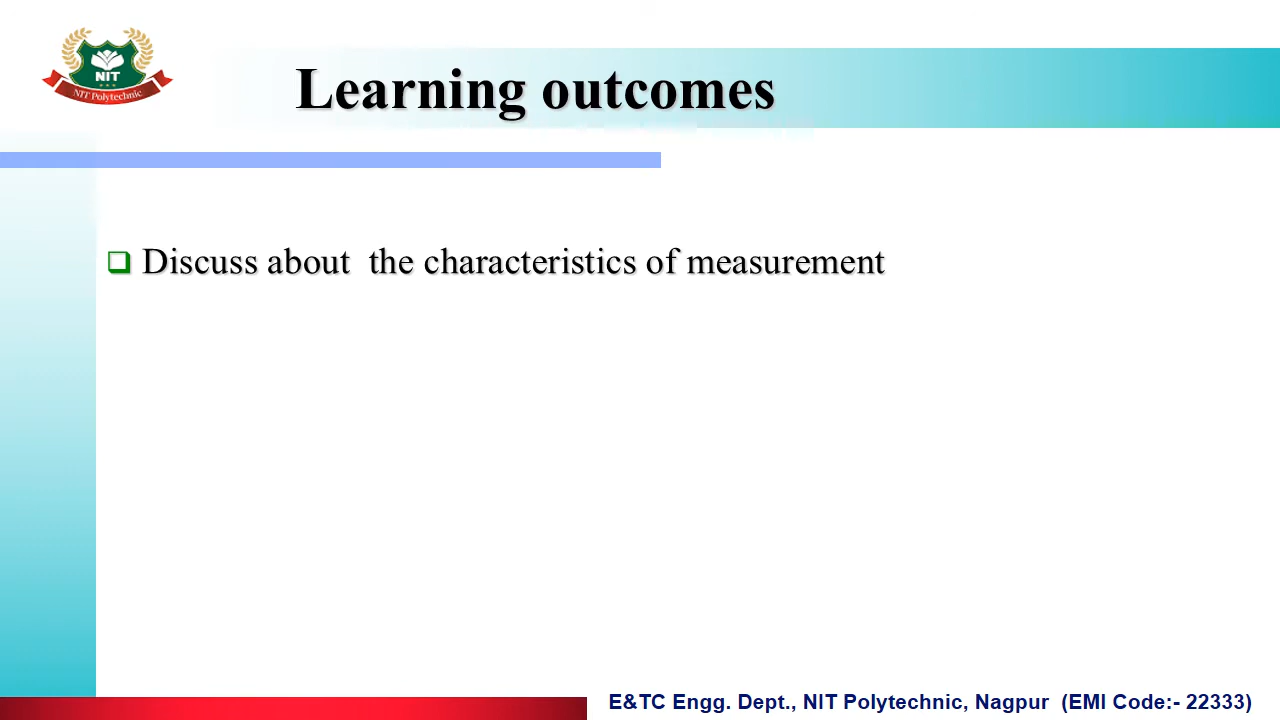 NIT
NIT Polytechnic
Learning outcomes
Discuss about  the characteristics of measurement
E&TC Engg. Dept., NIT Polytechnic, Nagpur  (EMI Code:- 22333)